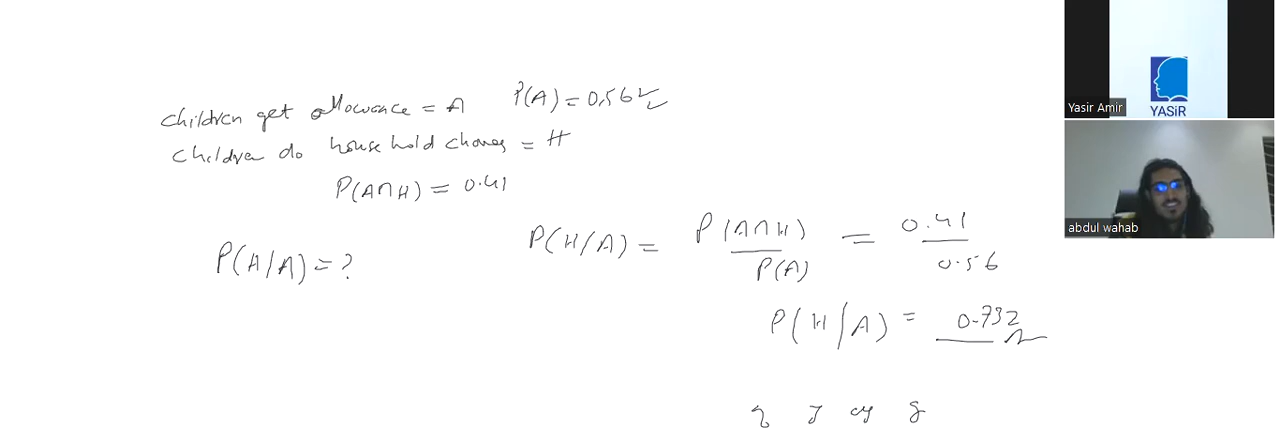 children get allowance = A P(A) = 0.56
children do household chores = H
P(A∩H) = 0.41
P(H/A) = ?
P(H/A) = P(A∩H) / P(A) = 0.41 / 0.56
P(H/A) = 0.732
Yasir Amir
YASiR
abdul wahab